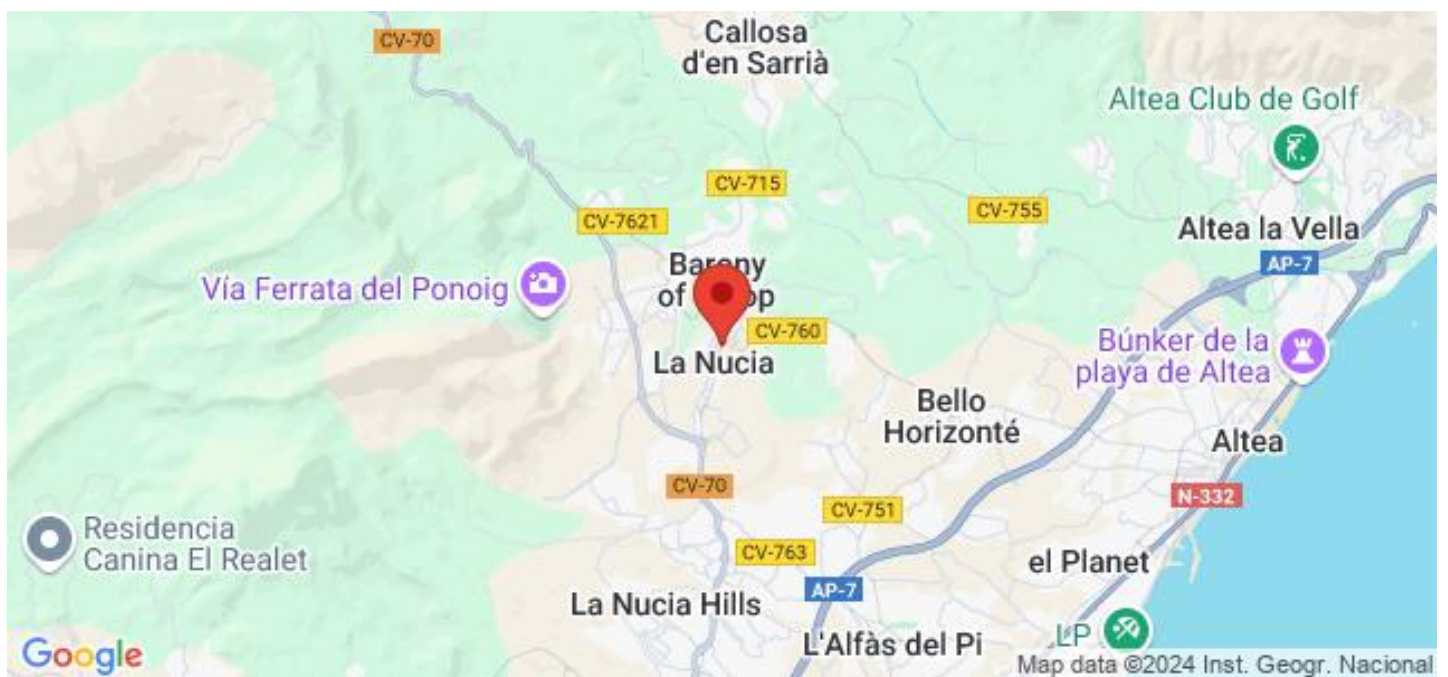 CV-70
Callosa
d'en Sarrià
Altea Club de Golf
CV-715
CV-7621
CV-755
Altea la Vella
AP-7
Vía Ferrata del Ponoig
Barony
of
CV-760
La Nucia
Búnker de la
playa de Altea
Bello
Horizonté
Altea
CV-70
N-332
CV-751
Residencia
Canina El Realet
CV-763
el Planet
AP-7
La Nucia Hills
L'Alfàs del Pi
LP
Google
Map data ©2024 Inst. Geogr. Nacional